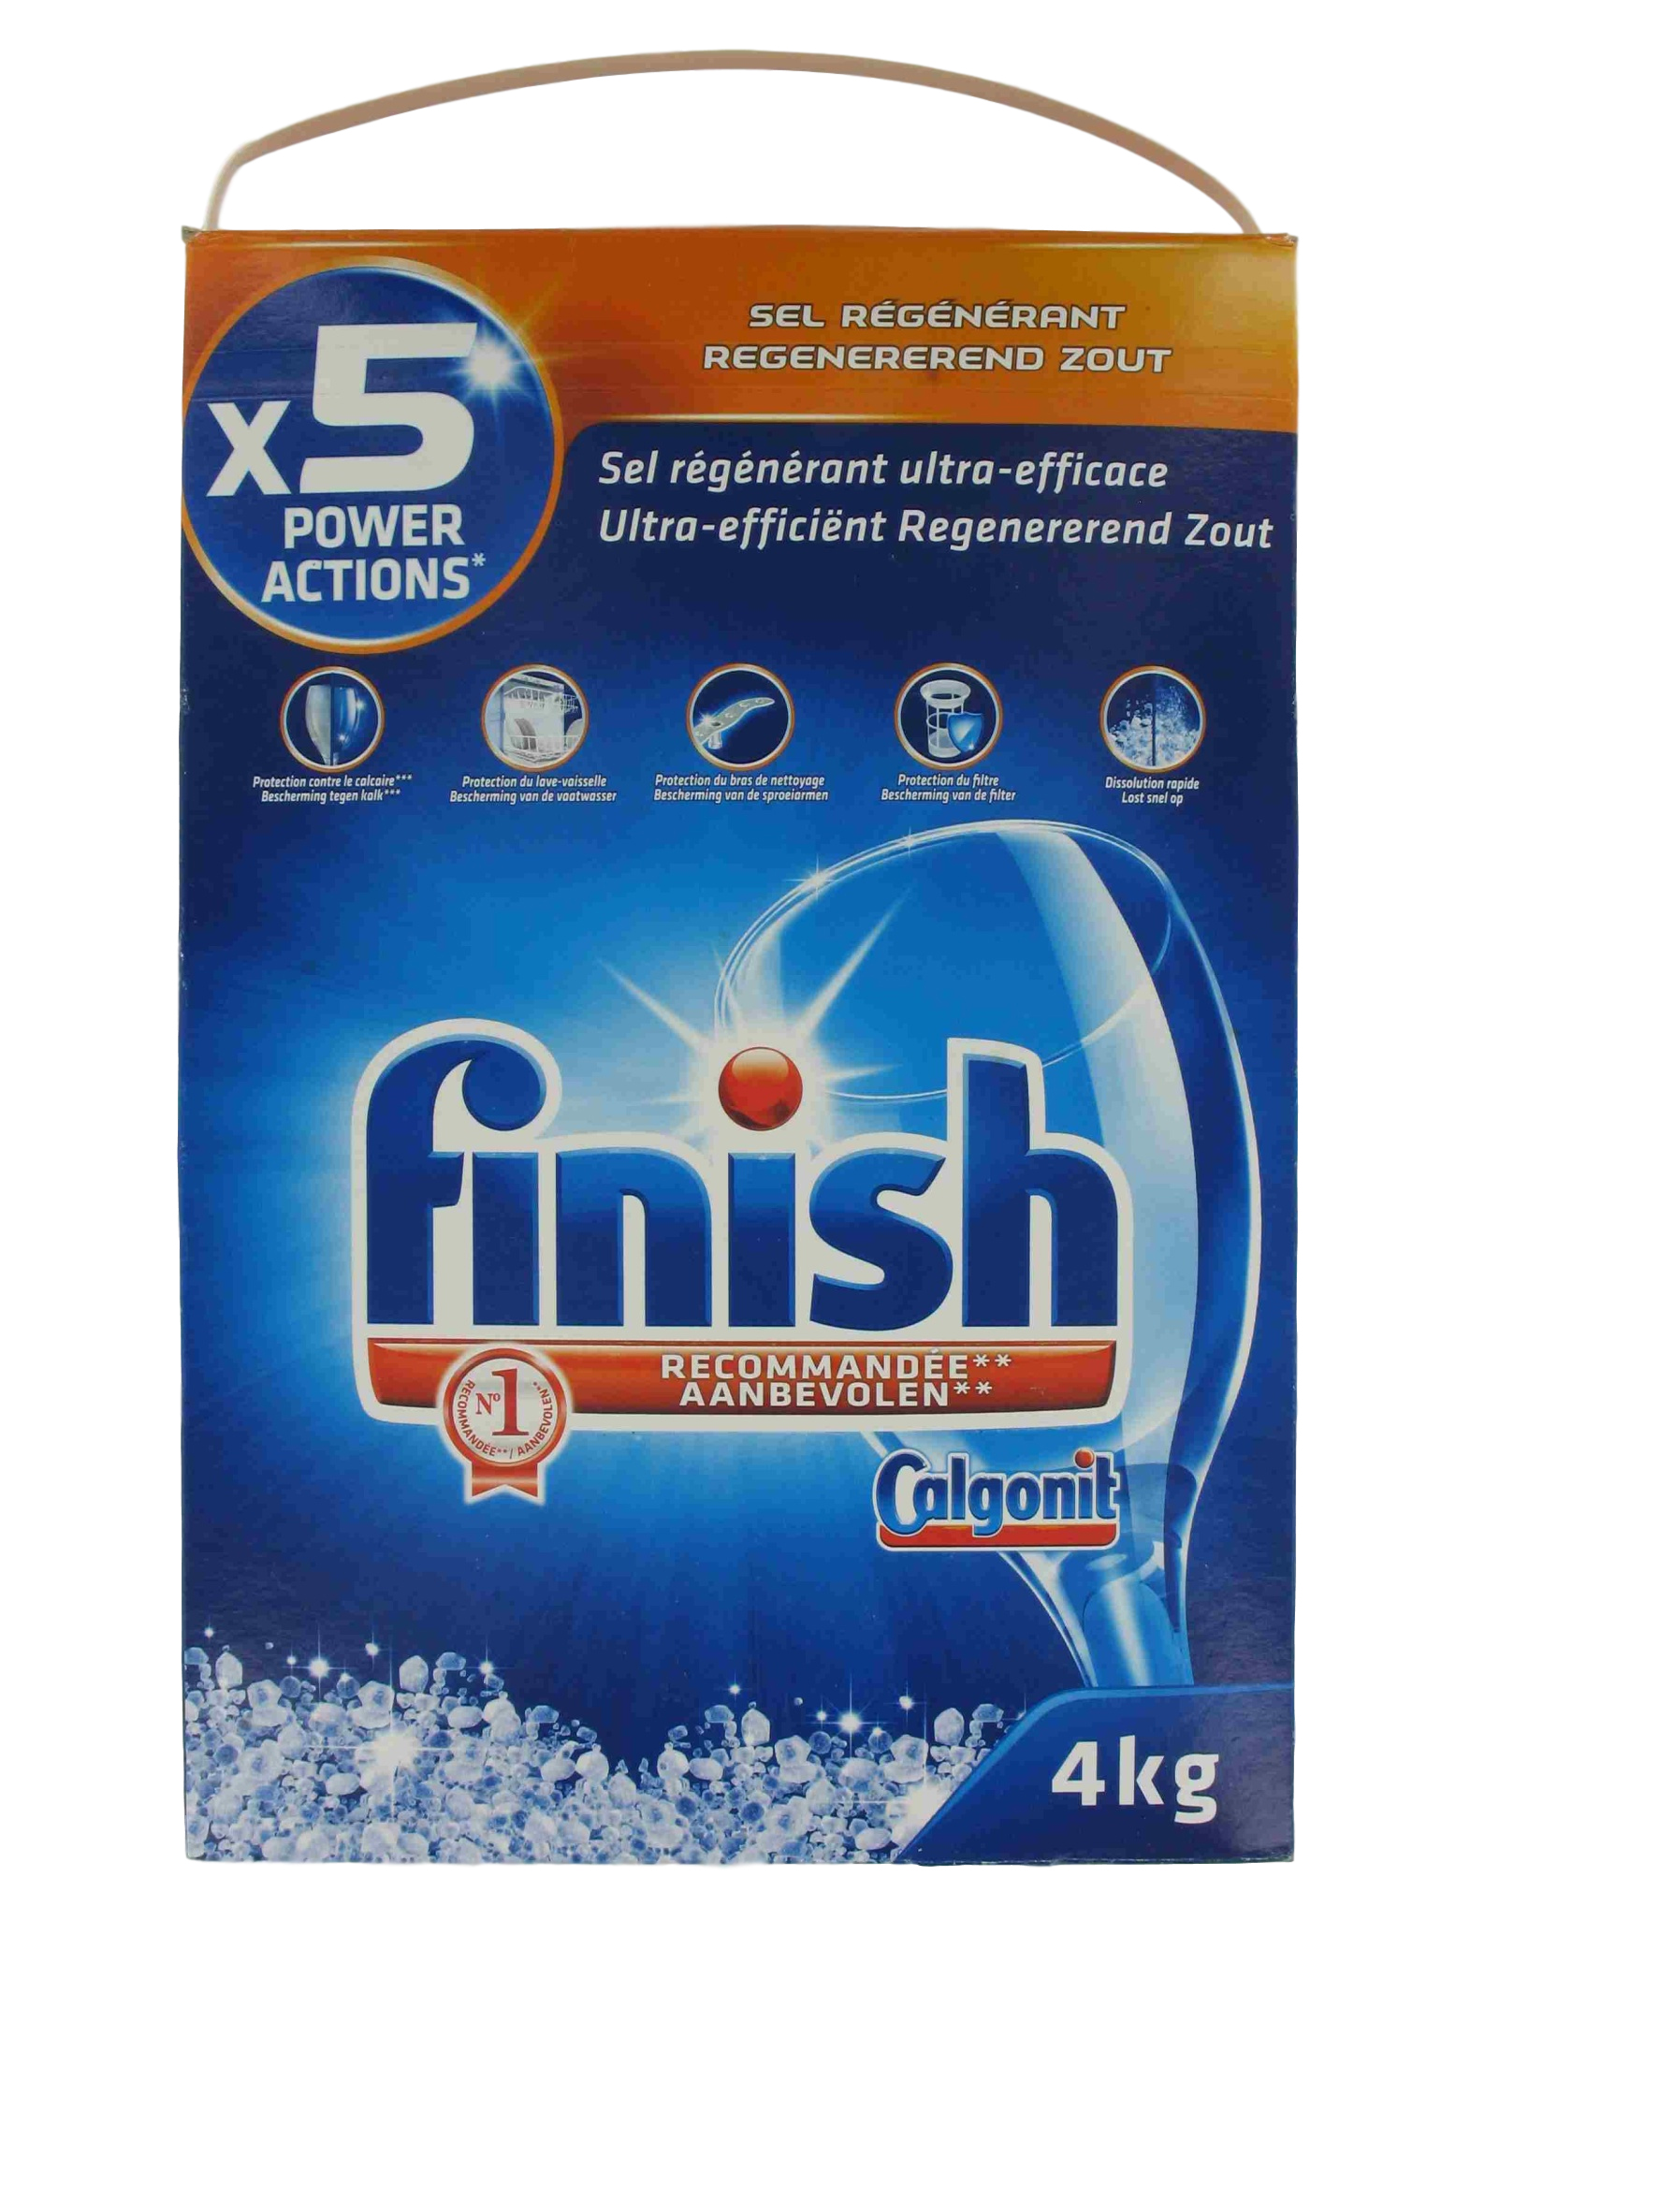 SEL RÉGÉNÉRANT
REGENEREREND ZOUT
x5
POWER
ACTIONS*
Sel régénérant ultra-efficace
Ultra-efficiënt Regenererend Zout
Protection contre le calcaire***
Bescherming tegen kalk***
Protection du lave-vaisselle
Bescherming van de vaatwasser
Protection du bras de nettoyage
Bescherming van de sproeiarmen
Protection du filtre
Bescherming van de filter
Dissolution rapide
Lost snel op
finish
RECOMMANDÉE**
AANBEVOLEN**
Nº1
RECOMMANDÉE** / AANBEVOLEN**
Calgonit
4kg